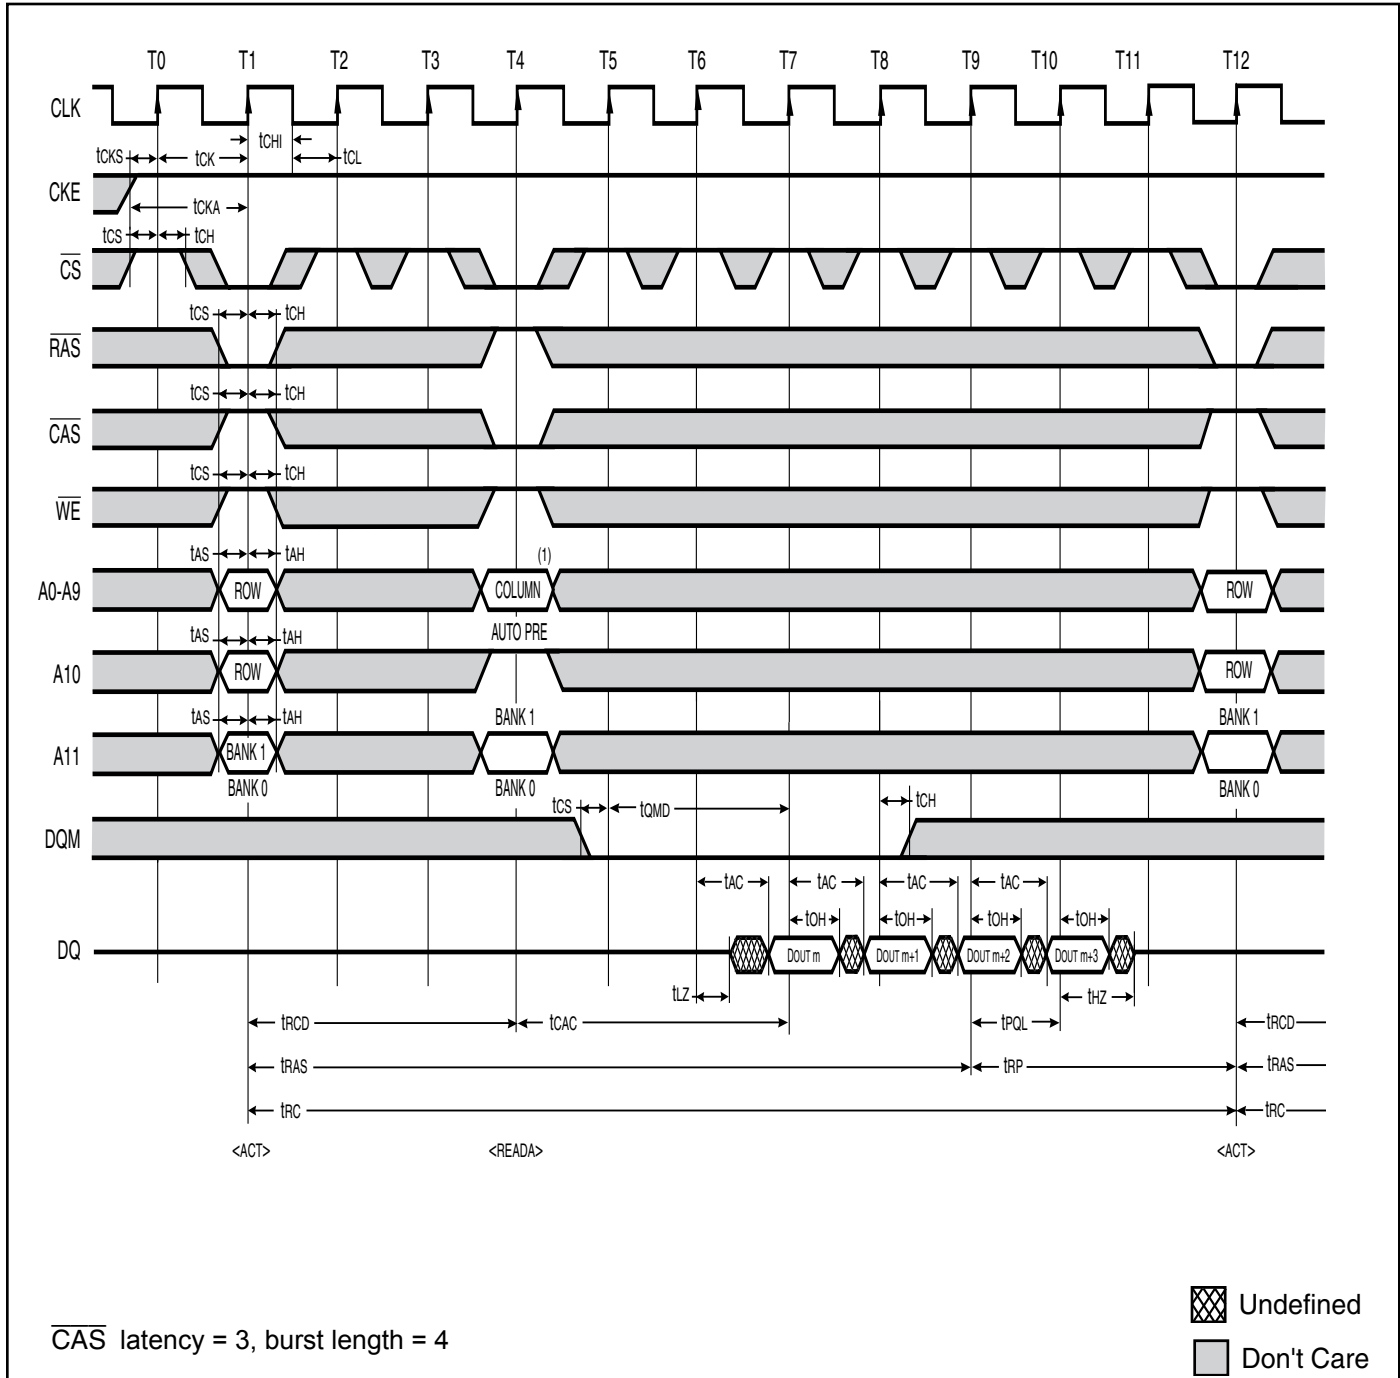 T0 T1 T2 T3 T4 T5 T6 T7 T8 T9 T10 T11 T12
CLK
tCHI
tCKS tCK tCL
CKE
tCKA
tCS tCH
CS
tCS tCH
RAS
tCS tCH
CAS
tCS tCH
WE
tAS tAH (1)
A0-A9 ROW COLUMN ROW
tAS tAH AUTO PRE
A10 ROW ROW
tAS tAH BANK 1 BANK 1
A11 BANK 1
BANK 0 BANK 0 BANK 0
tCS tQMD tCH
DQM
tAC tAC tAC tAC
tOH tOH tOH tOH
DQ DOUT m DOUT m+1 DOUT m+2 DOUT m+3
tLZ tHZ
tRCD tCAC tPQL tRCD
tRAS tRP tRAS
tRC tRC
<ACT> <READA> <ACT>
Undefined
CAS latency = 3, burst length = 4
Don't Care